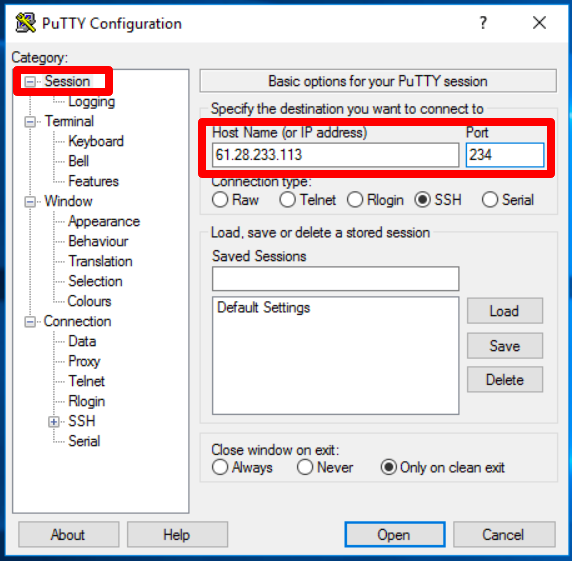 PuTTY Configuration
?
Category:
Session
Logging
Terminal
Keyboard
Bell
Features
Window
Appearance
Behaviour
Translation
Selection
Colours
Connection
Data
Proxy
Telnet
Rlogin
SSH
Serial
Basic options for your PuTTY session
Specify the destination you want to connect to
Host Name (or IP address) Port
61.28.233.113 234
Connection type:
Raw Telnet Rlogin SSH Serial
Load, save or delete a stored session
Saved Sessions
Default Settings
Load
Save
Delete
Close window on exit:
Always Never Only on clean exit
About Help Open Cancel